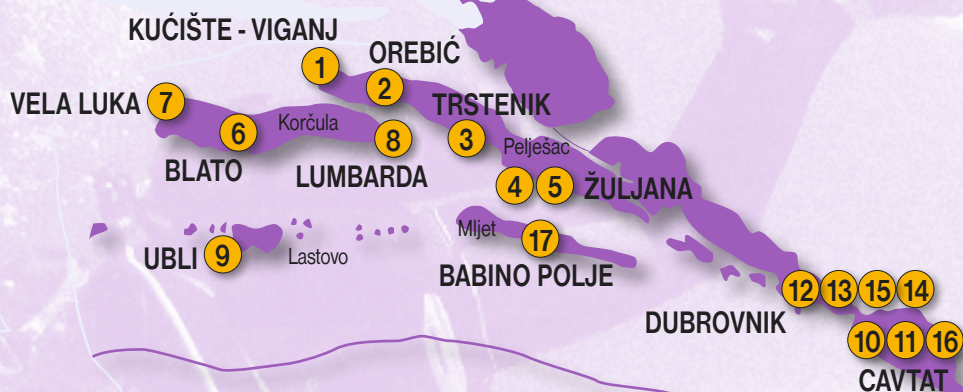 KUĆIŠTE - VIGANJ
OREBIĆ
1
2
VELA LUKA
7
TRSTENIK
Korčula
6
8
3
Pelješac
BLATO
LUMBARDA
4
5
ŽULJANA
Mljet
17
UBLI
9
Lastovo
BABINO POLJE
12
13
15
14
DUBROVNIK
10
11
16
CAVTAT